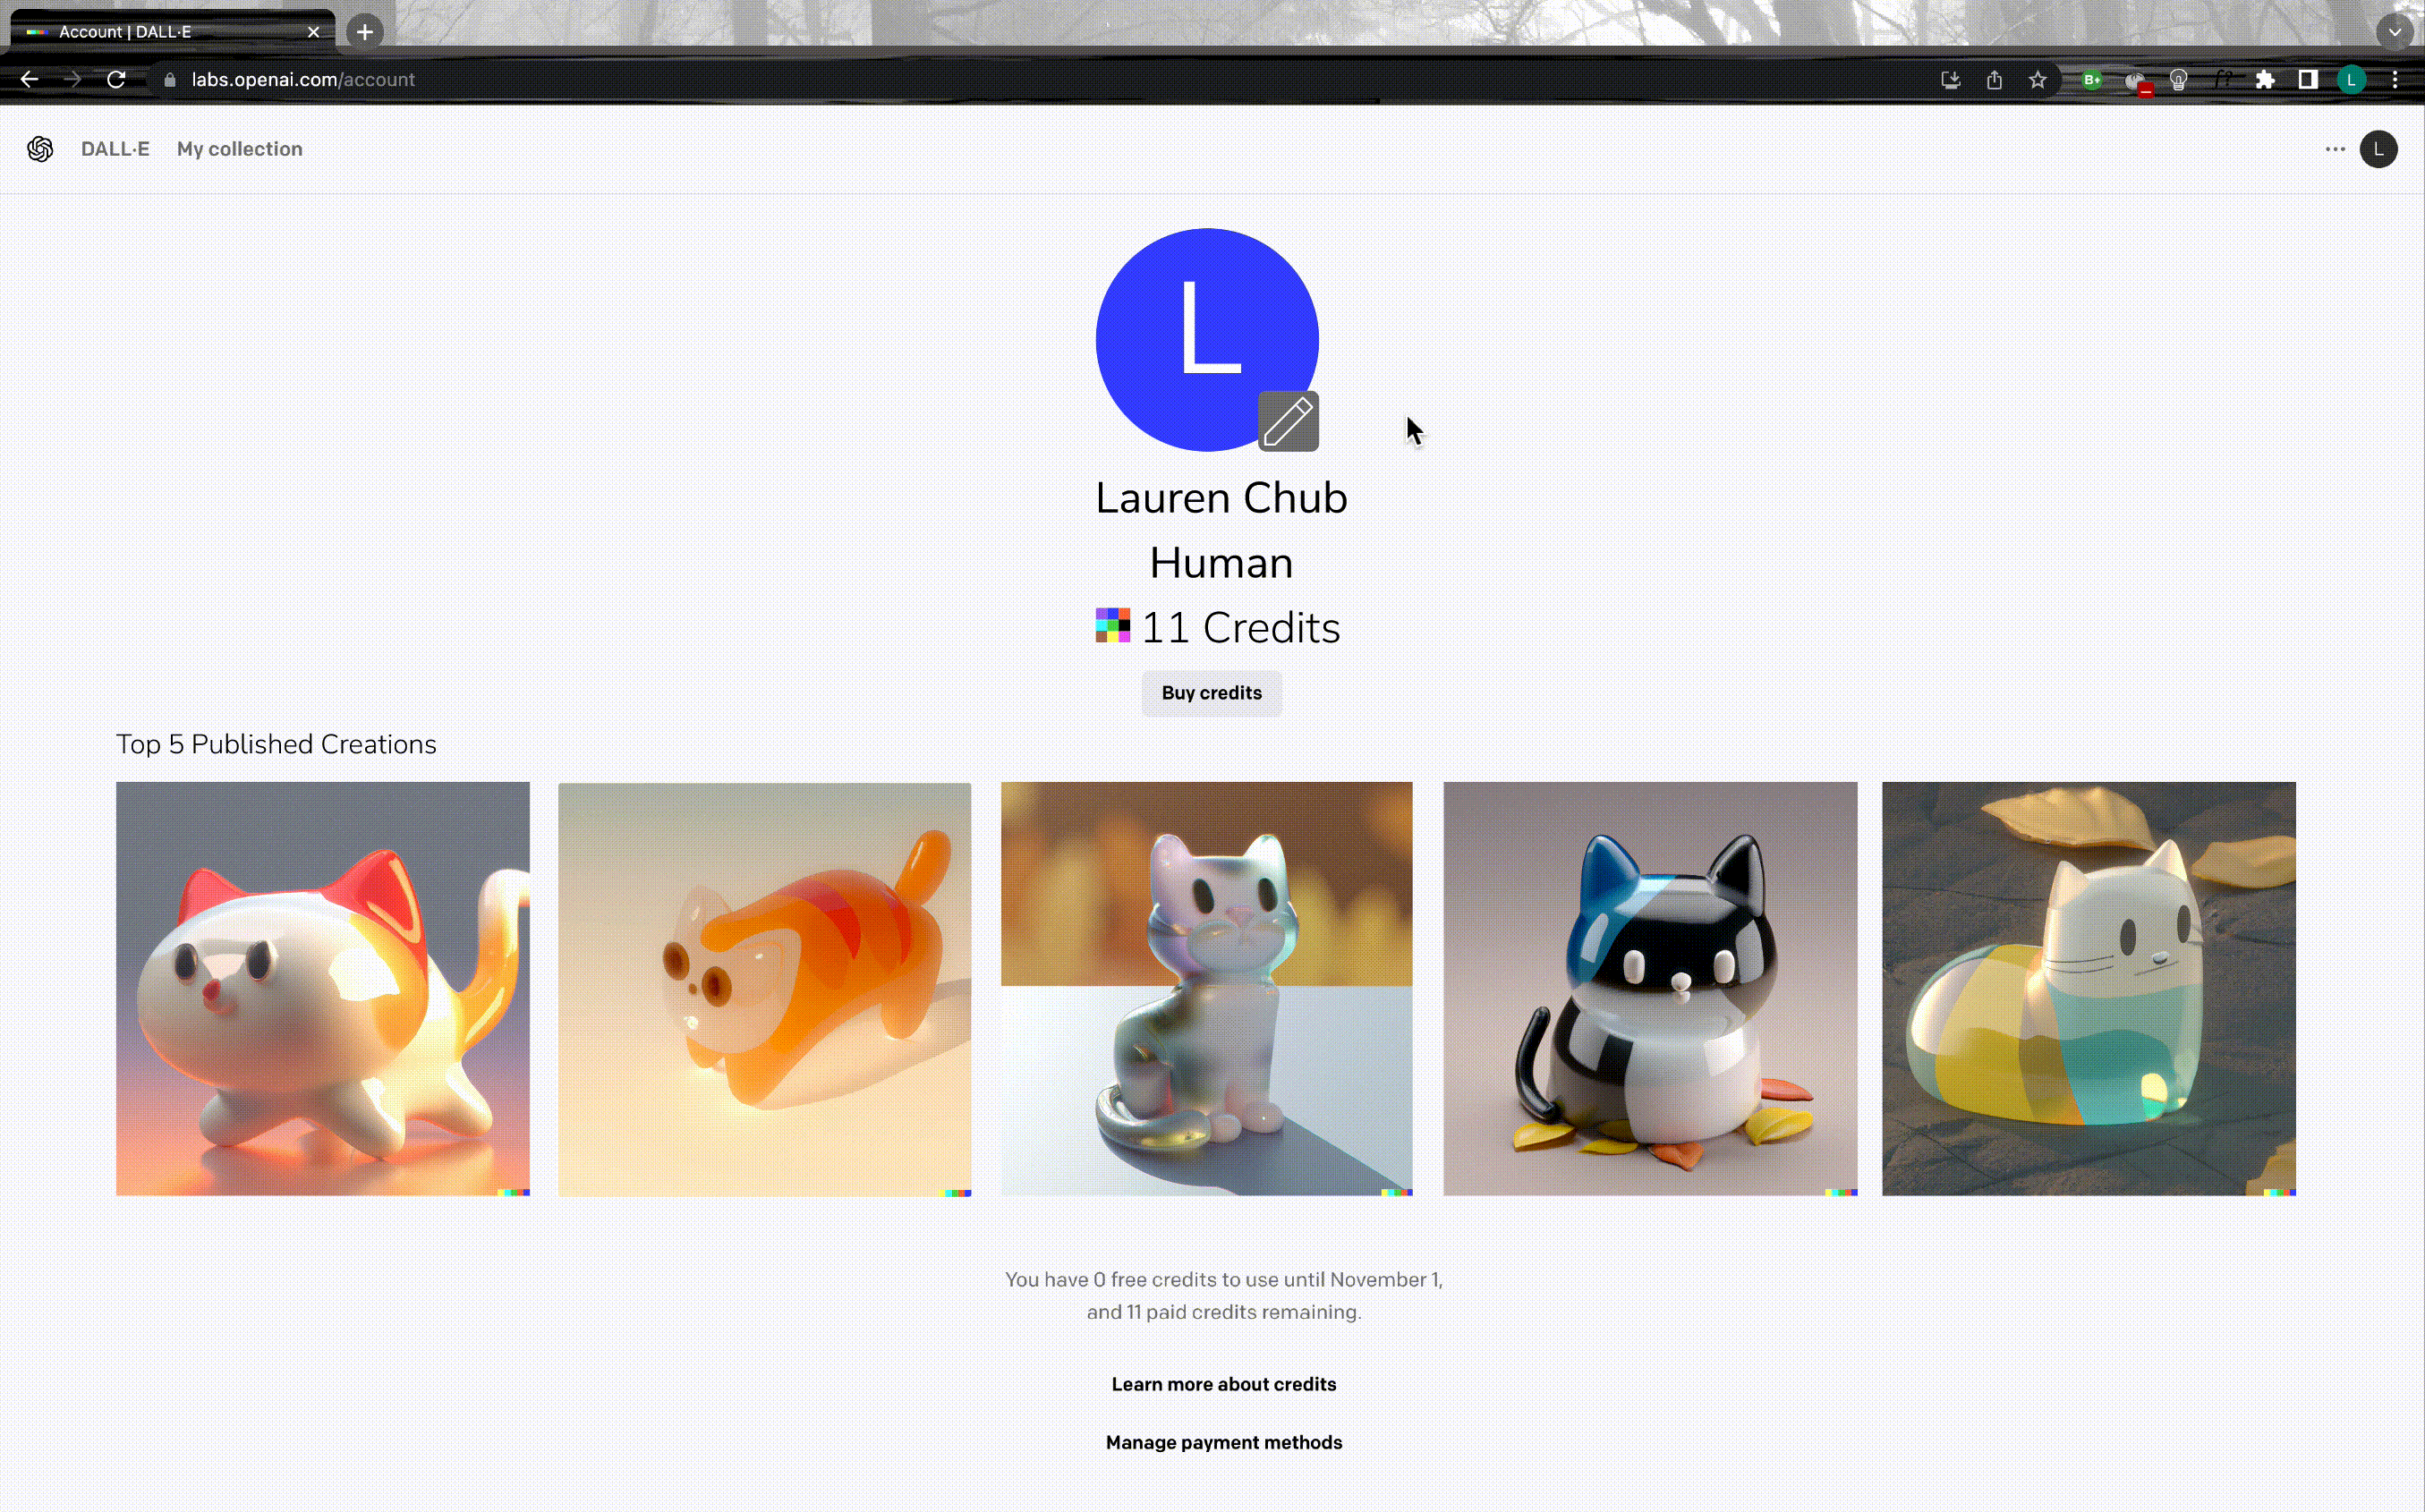 Account | DALL·E
labs.openai.com/account
B+
f?
L
DALL·E
My collection
L
L
Lauren Chub
Human
11 Credits
Buy credits
Top 5 Published Creations
You have 0 free credits to use until November 1,
and 11 paid credits remaining.
Learn more about credits
Manage payment methods